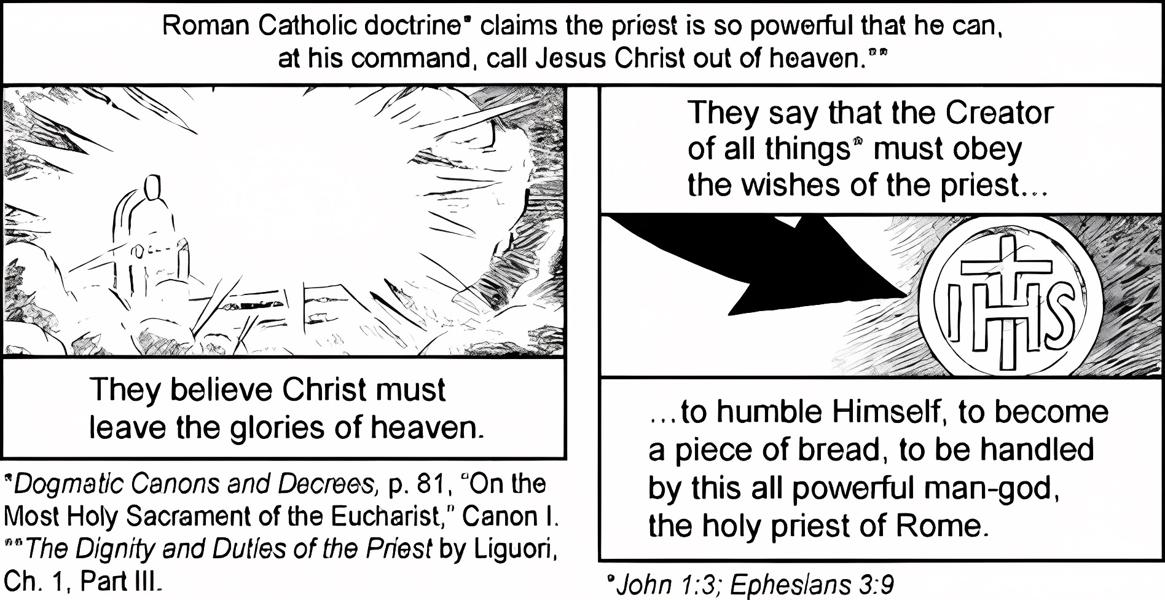 Roman Catholic doctrine* claims the priest is so powerful that he can,
at his command, call Jesus Christ out of heaven.**
They believe Christ must
leave the glories of heaven.
*Dogmatic Canons and Decrees, p. 81, "On the
Most Holy Sacrament of the Eucharist," Canon I.
**The Dignity and Duties of the Priest by Liguori,
Ch. 1, Part III.
They say that the Creator
of all things* must obey
the wishes of the priest...
IHS
...to humble Himself, to become
a piece of bread, to be handled
by this all powerful man-god,
the holy priest of Rome.
*John 1:3; Ephesians 3:9